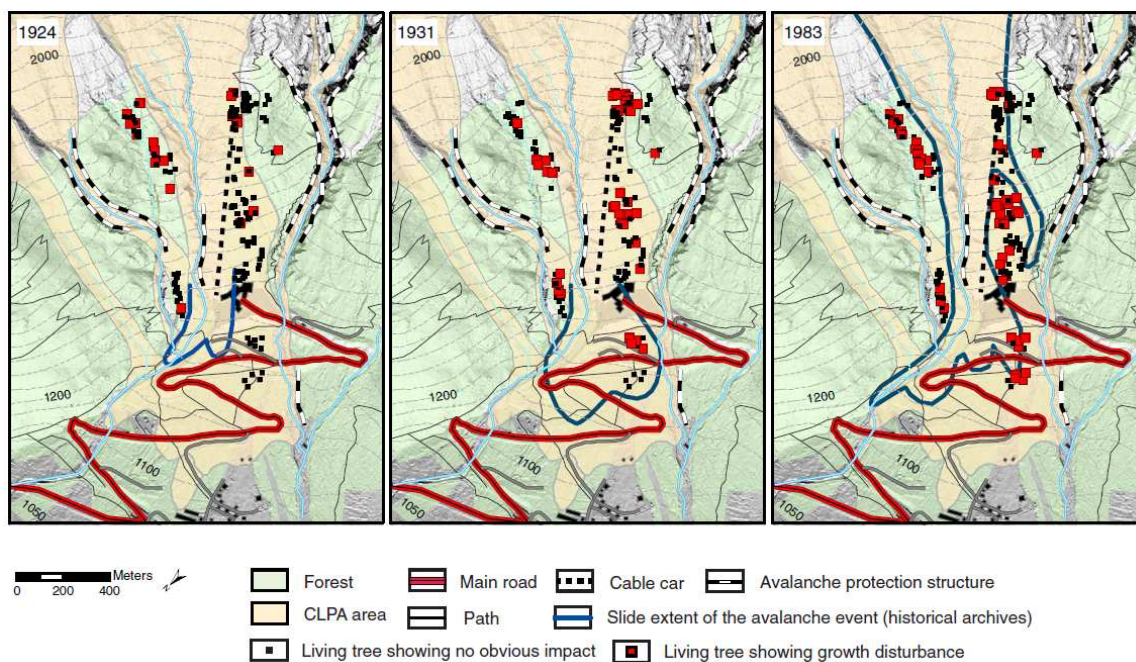 1924
2000
1200
1100
1050
1931
2000
1200
1100
1050
1983
2000
1200
1100
1050
Meters
0 200 400
Forest
Main road
Cable car
Avalanche protection structure
CLPA area
Path
Slide extent of the avalanche event (historical archives)
Living tree showing no obvious impact
Living tree showing growth disturbance